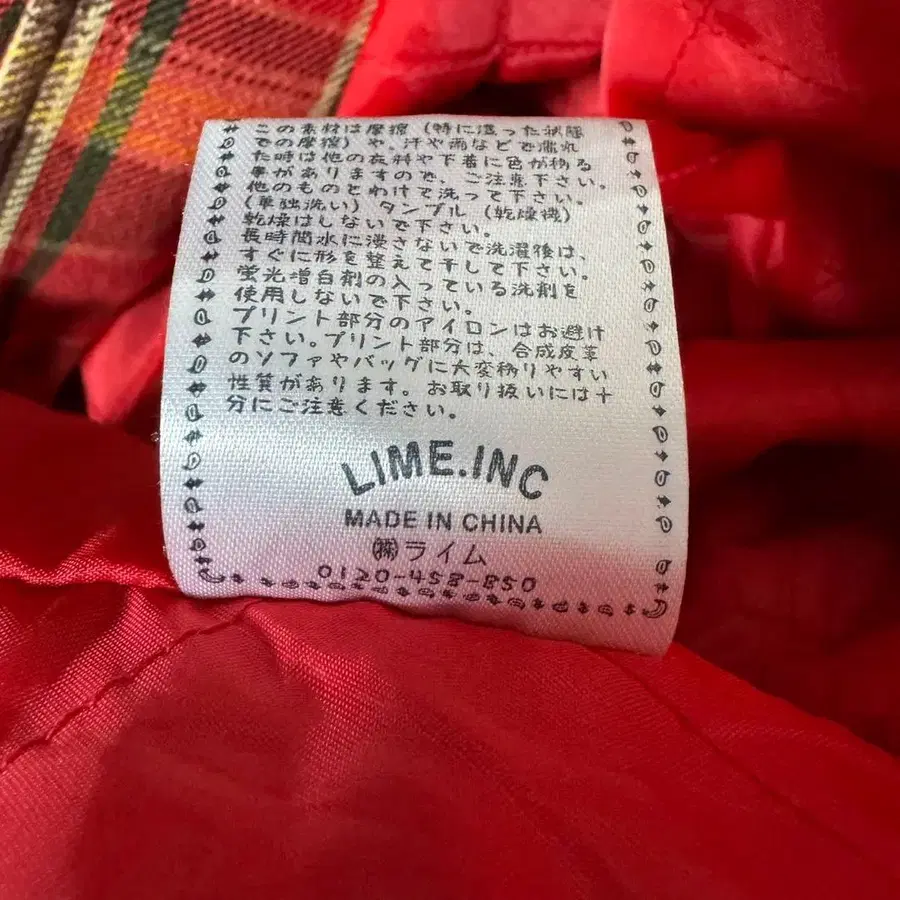 この素材は摩擦(特に湿った状態
での摩擦)や、汗や雨などで濡れ
た時は他の衣料や下着に色が移る
事がありますので、ご注意下さい。
他のものとわけて洗って下さい。
(単独洗い) タンブル (乾燥機)
乾燥はしないで下さい。
長時間水に浸さないで洗濯後は、
すぐに形を整えて干して下さい。
蛍光増白剤の入っている洗剤を
使用しないで下さい。
プリント部分のアイロンはお避け
下さい。プリント部分は、合成皮革
のソファやバッグに大変移りやすい
性質があります。お取り扱いには十
分にご注意ください。
LIME.INC
MADE IN CHINA
㈱ライム
0120-458-850